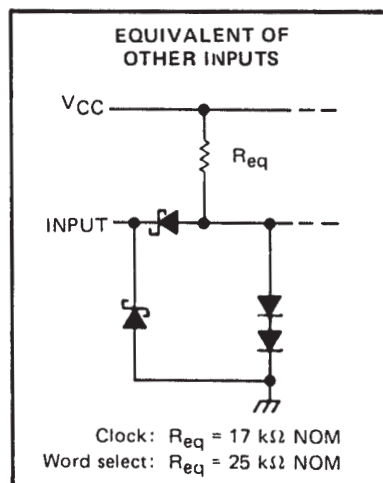 EQUIVALENT OF
OTHER INPUTS
VCC
Req
INPUT
Clock: Req = 17 kΩ NOM
Word select: Req = 25 kΩ NOM